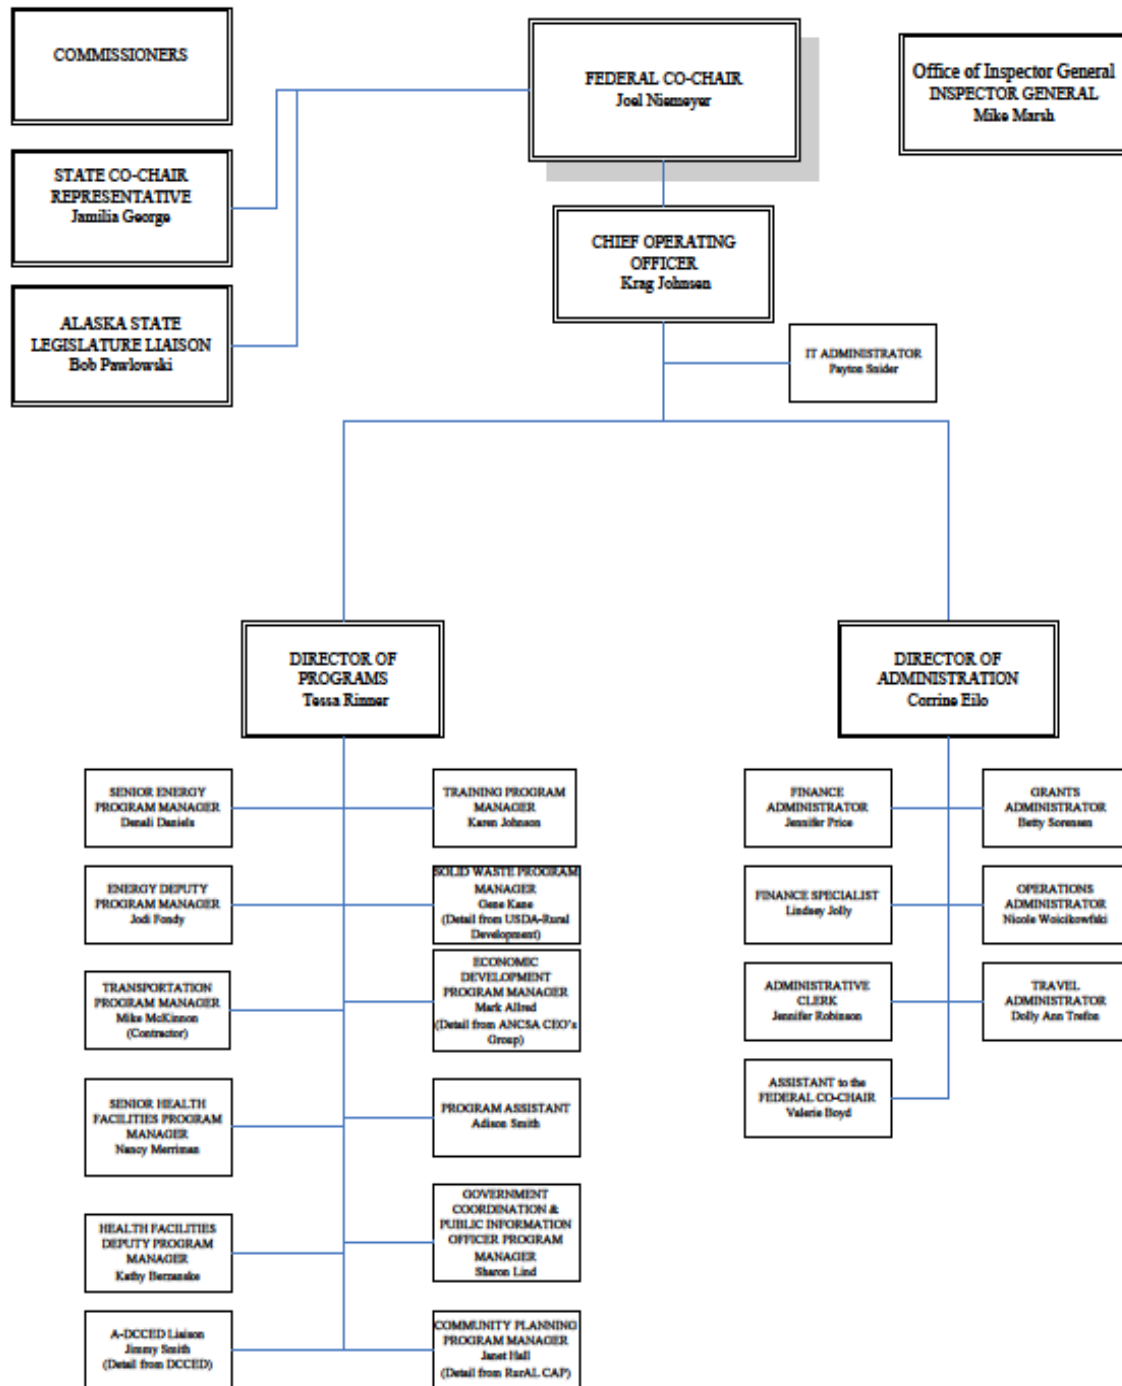 COMMISSIONERS
FEDERAL CO-CHAIR
Joel Niemeyer
Office of Inspector General
INSPECTOR GENERAL
Mike Marsh
STATE CO-CHAIR
REPRESENTATIVE
Jamilia George
CHIEF OPERATING
OFFICER
Krag Johnsen
ALASKA STATE
LEGISLATURE LIAISON
Bob Pawlowski
IT ADMINISTRATOR
Payton Snider
DIRECTOR OF
PROGRAMS
Tessa Rinner
DIRECTOR OF
ADMINISTRATION
Corrine Eilo
SENIOR ENERGY
PROGRAM MANAGER
Denali Daniels
TRAINING PROGRAM
MANAGER
Karen Johnson
FINANCE
ADMINISTRATOR
Jennifer Price
GRANTS
ADMINISTRATOR
Betty Sorensen
ENERGY DEPUTY
PROGRAM MANAGER
Jodi Fondy
SOLID WASTE PROGRAM
MANAGER
Gene Kane
(Detail from USDA-Rural
Development)
FINANCE SPECIALIST
Lindsey Jolly
OPERATIONS
ADMINISTRATOR
Nicole Woicikowfski
TRANSPORTATION
PROGRAM MANAGER
Mike McKinnon
(Contractor)
ECONOMIC
DEVELOPMENT
PROGRAM MANAGER
Mark Allred
(Detail from ANCSA CEO's
Group)
ADMINISTRATIVE
CLERK
Jennifer Robinson
TRAVEL
ADMINISTRATOR
Dolly Ann Trefon
SENIOR HEALTH
FACILITIES PROGRAM
MANAGER
Nancy Merriman
PROGRAM ASSISTANT
Adison Smith
ASSISTANT to the
FEDERAL CO-CHAIR
Valerie Boyd
HEALTH FACILITIES
DEPUTY PROGRAM
MANAGER
Kathy Berzanske
GOVERNMENT
COORDINATION &
PUBLIC INFORMATION
OFFICER PROGRAM
MANAGER
Sharon Lind
A-DCCED Liaison
Jimmy Smith
(Detail from DCCED)
COMMUNITY PLANNING
PROGRAM MANAGER
Janet Hall
(Detail from RurAL CAP)